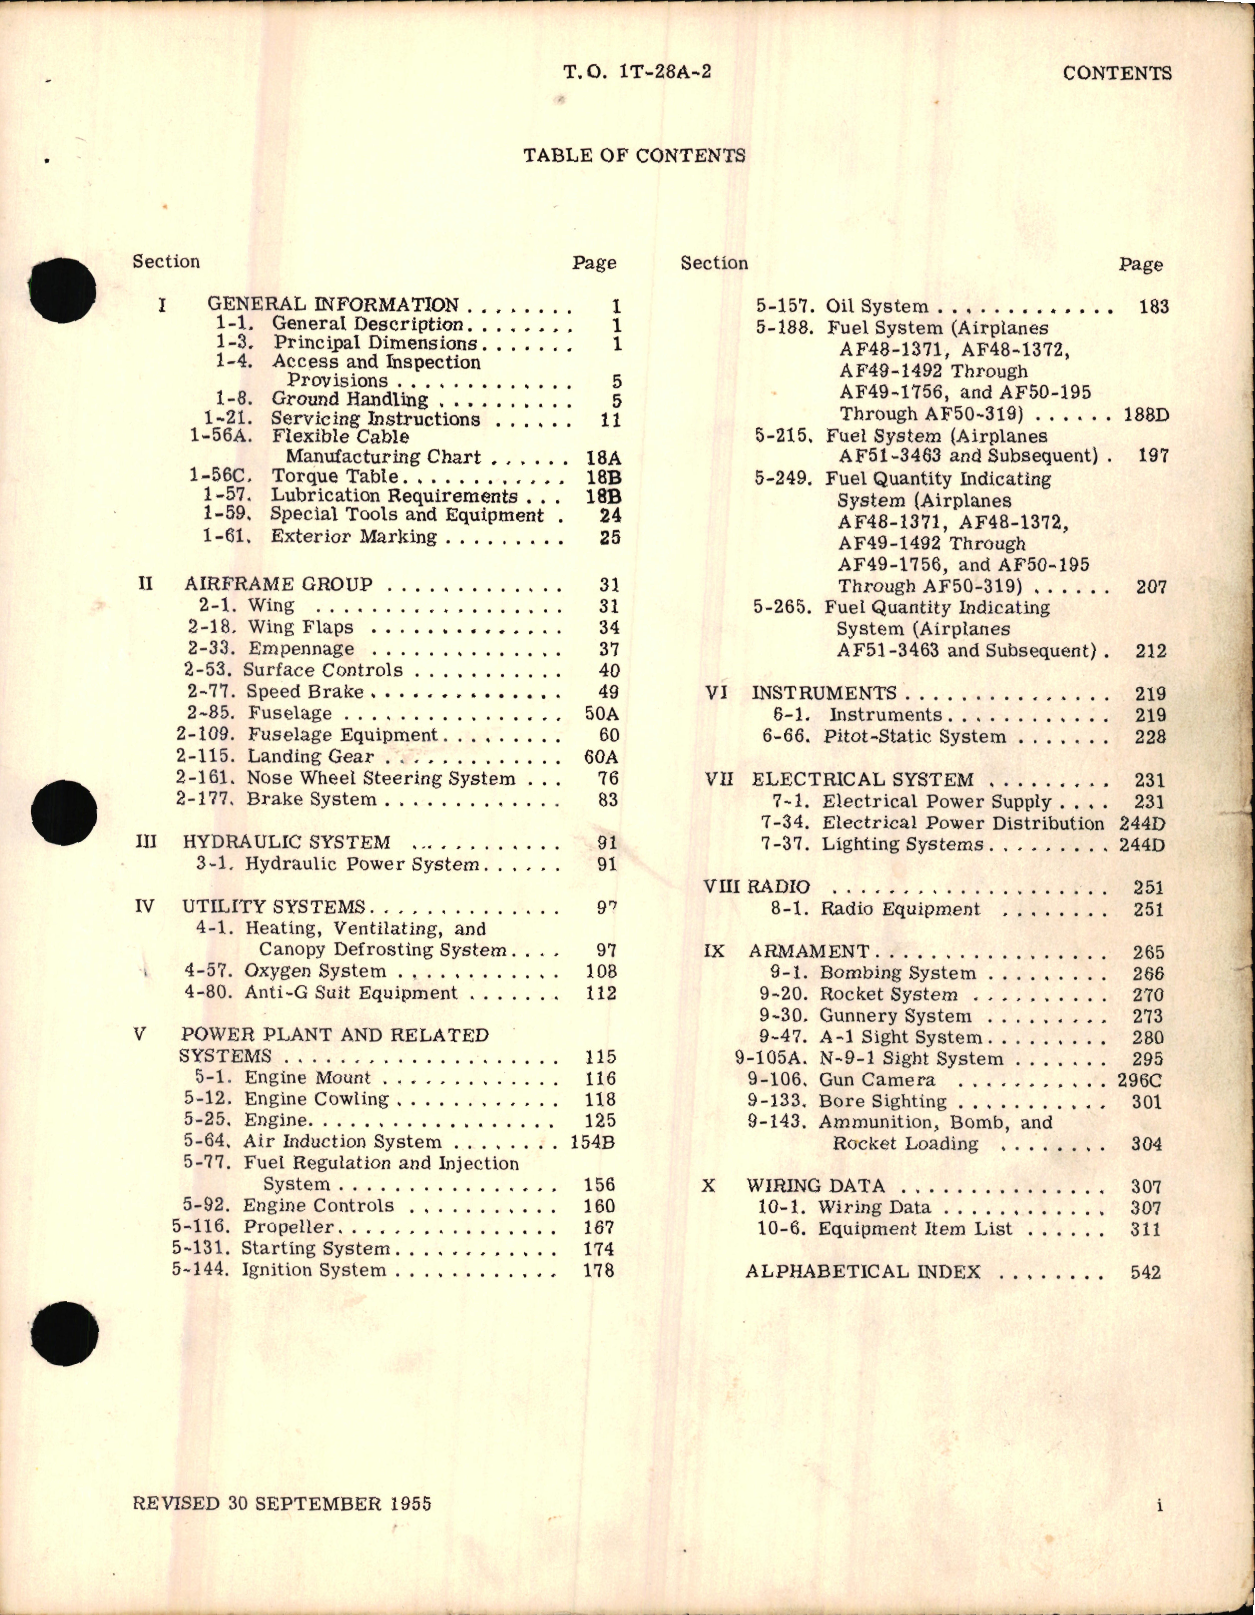 T.O. 1T-28A-2
CONTENTS
TABLE OF CONTENTS
Section Page
I GENERAL INFORMATION . . . . . . . . 1
1-1. General Description. . . . . . . . 1
1-3. Principal Dimensions. . . . . . . 1
1-4. Access and Inspection
Provisions . . . . . . . . . . . . . 5
1-8. Ground Handling . . . . . . . . . . 5
1-21. Servicing Instructions . . . . . . 11
1-56A. Flexible Cable
Manufacturing Chart . . . . . . 18A
1-56C. Torque Table. . . . . . . . . . . . 18B
1-57. Lubrication Requirements . . . 18B
1-59. Special Tools and Equipment . 24
1-61. Exterior Marking . . . . . . . . . 25
II AIRFRAME GROUP . . . . . . . . . . . . . 31
2-1. Wing . . . . . . . . . . . . . . . . . 31
2-18. Wing Flaps . . . . . . . . . . . . . 34
2-33. Empennage . . . . . . . . . . . . . 37
2-53. Surface Controls . . . . . . . . . . . 40
2-77. Speed Brake . . . . . . . . . . . . . 49
2-85. Fuselage . . . . . . . . . . . . . . . 50A
2-109. Fuselage Equipment. . . . . . . . . 60
2-115. Landing Gear . . . . . . . . . . . . 60A
2-161. Nose Wheel Steering System . . . 76
2-177. Brake System . . . . . . . . . . . . 83
III HYDRAULIC SYSTEM . . . . . . . . . . . 91
3-1. Hydraulic Power System. . . . . . 91
IV UTILITY SYSTEMS. . . . . . . . . . . . . 97
4-1. Heating, Ventilating, and
Canopy Defrosting System. . . . 97
4-57. Oxygen System . . . . . . . . . . . 108
4-80. Anti-G Suit Equipment . . . . . . . 112
V POWER PLANT AND RELATED
SYSTEMS . . . . . . . . . . . . . . . . . . . . 115
5-1. Engine Mount . . . . . . . . . . . . . 116
5-12. Engine Cowling . . . . . . . . . . . . 118
5-25. Engine. . . . . . . . . . . . . . . . . . 125
5-64. Air Induction System . . . . . . . . 154B
5-77. Fuel Regulation and Injection
System . . . . . . . . . . . . . . . . 156
5-92. Engine Controls . . . . . . . . . . . 160
5-116. Propeller. . . . . . . . . . . . . . . . 167
5-131. Starting System. . . . . . . . . . . . 174
5-144. Ignition System . . . . . . . . . . . . 178
Section Page
5-157. Oil System . . . . . . . . . . . . . 183
5-188. Fuel System (Airplanes
AF48-1371, AF48-1372,
AF49-1492 Through
AF49-1756, and AF50-195
Through AF50-319) . . . . . . 188D
5-215. Fuel System (Airplanes
AF51-3463 and Subsequent) . 197
5-249. Fuel Quantity Indicating
System (Airplanes
AF48-1371, AF48-1372,
AF49-1492 Through
AF49-1756, and AF50-195
Through AF50-319) . . . . . . 207
5-265. Fuel Quantity Indicating
System (Airplanes
AF51-3463 and Subsequent) . 212
VI INSTRUMENTS . . . . . . . . . . . . . . . 219
6-1. Instruments. . . . . . . . . . . . 219
6-66. Pitot-Static System . . . . . . . 228
VII ELECTRICAL SYSTEM . . . . . . . . . 231
7-1. Electrical Power Supply . . . . 231
7-34. Electrical Power Distribution 244D
7-37. Lighting Systems. . . . . . . . . 244D
VIII RADIO . . . . . . . . . . . . . . . . . . . 251
8-1. Radio Equipment . . . . . . . . 251
IX ARMAMENT. . . . . . . . . . . . . . . . . 265
9-1. Bombing System . . . . . . . . . 266
9-20. Rocket System . . . . . . . . . . 270
9-30. Gunnery System . . . . . . . . . 273
9-47. A-1 Sight System. . . . . . . . . 280
9-105A. N-9-1 Sight System . . . . . . . 295
9-106. Gun Camera . . . . . . . . . . . 296C
9-133. Bore Sighting . . . . . . . . . . . 301
9-143. Ammunition, Bomb, and
Rocket Loading . . . . . . . . 304
X WIRING DATA . . . . . . . . . . . . . . . 307
10-1. Wiring Data . . . . . . . . . . . . 307
10-6. Equipment Item List . . . . . . 311
ALPHABETICAL INDEX . . . . . . . . 542
REVISED 30 SEPTEMBER 1955
i